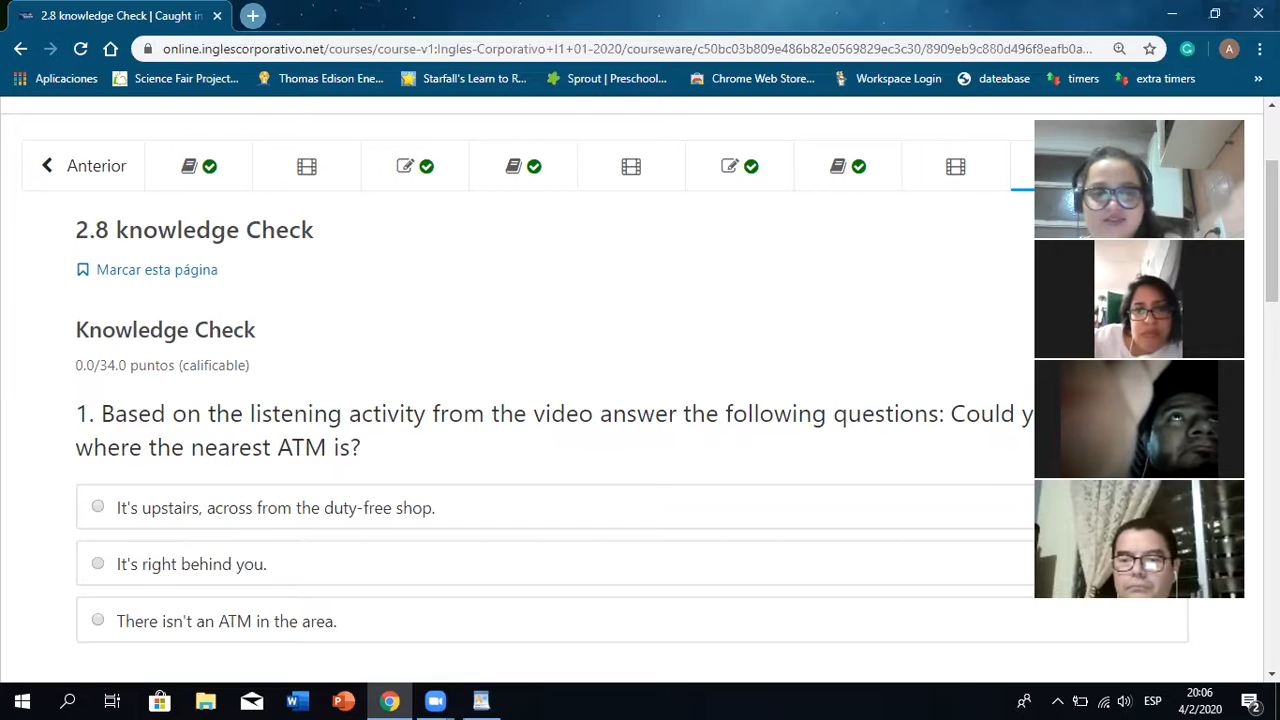 2.8 knowledge Check | Caught in
online.inglescorporativo.net/courses/course-v1:Ingles-Corporativo+I1+01-2020/courseware/c50bc03b809e486b82e0569829ec3c30/8909eb9c880d496f8eafb0a...
A
Aplicaciones
Science Fair Project...
Thomas Edison Ene...
Starfall's Learn to R...
Sprout | Preschool...
Chrome Web Store...
Workspace Login
dateabase
timers
extra timers
»
Anterior
2.8 knowledge Check
Marcar esta página
Knowledge Check
0.0/34.0 puntos (calificable)
1. Based on the listening activity from the video answer the following questions: Could y
where the nearest ATM is?
It's upstairs, across from the duty-free shop.
It's right behind you.
There isn't an ATM in the area.
ESP
20:06
4/2/2020
2